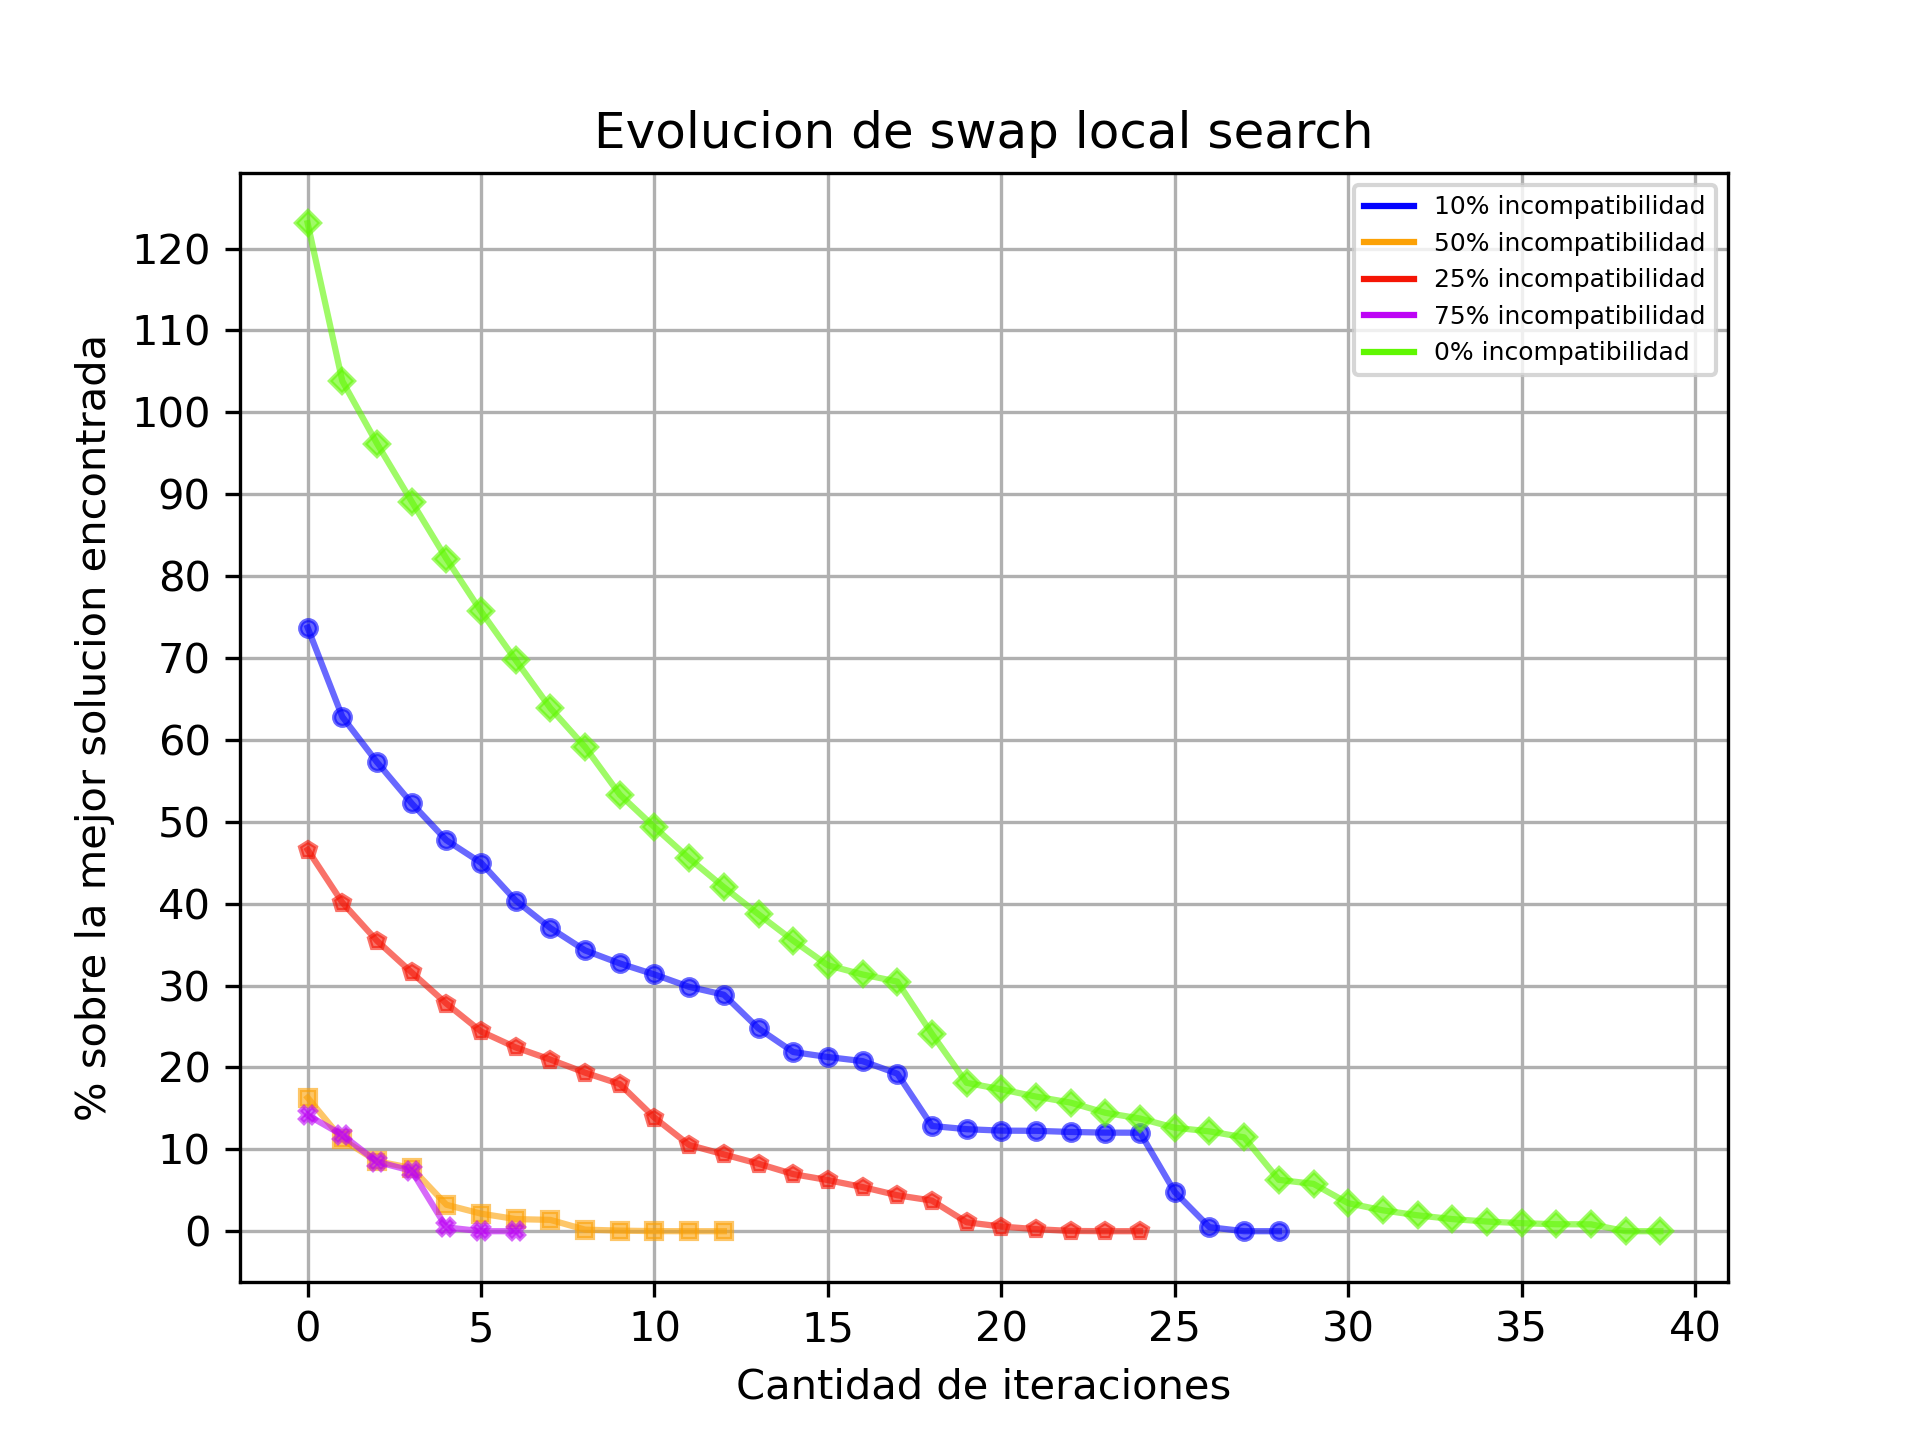 Evolucion de swap local search
10% incompatibilidad
50% incompatibilidad
25% incompatibilidad
75% incompatibilidad
0% incompatibilidad
% sobre la mejor solucion encontrada
120
110
100
90
80
70
60
50
40
30
20
10
0
0 5 10 15 20 25 30 35 40
Cantidad de iteraciones